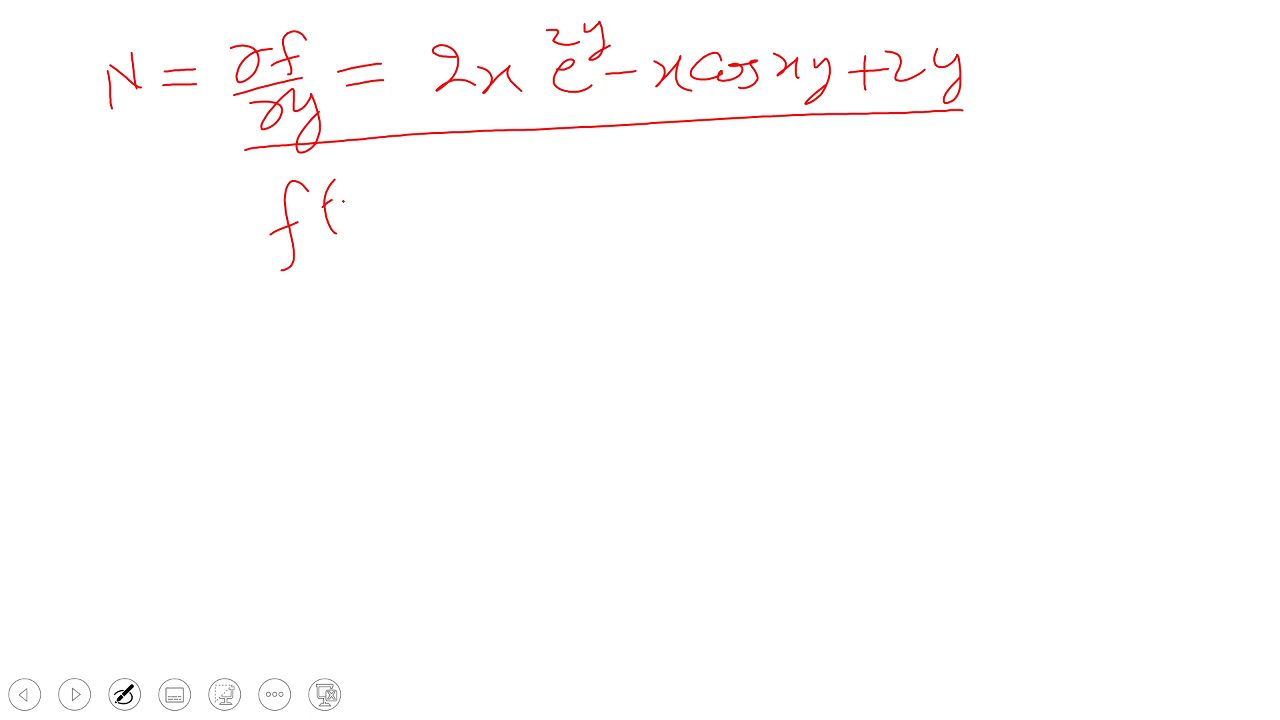 N = ∂f/∂y = 2x e^{2y} - x cos xy + 2y
f(